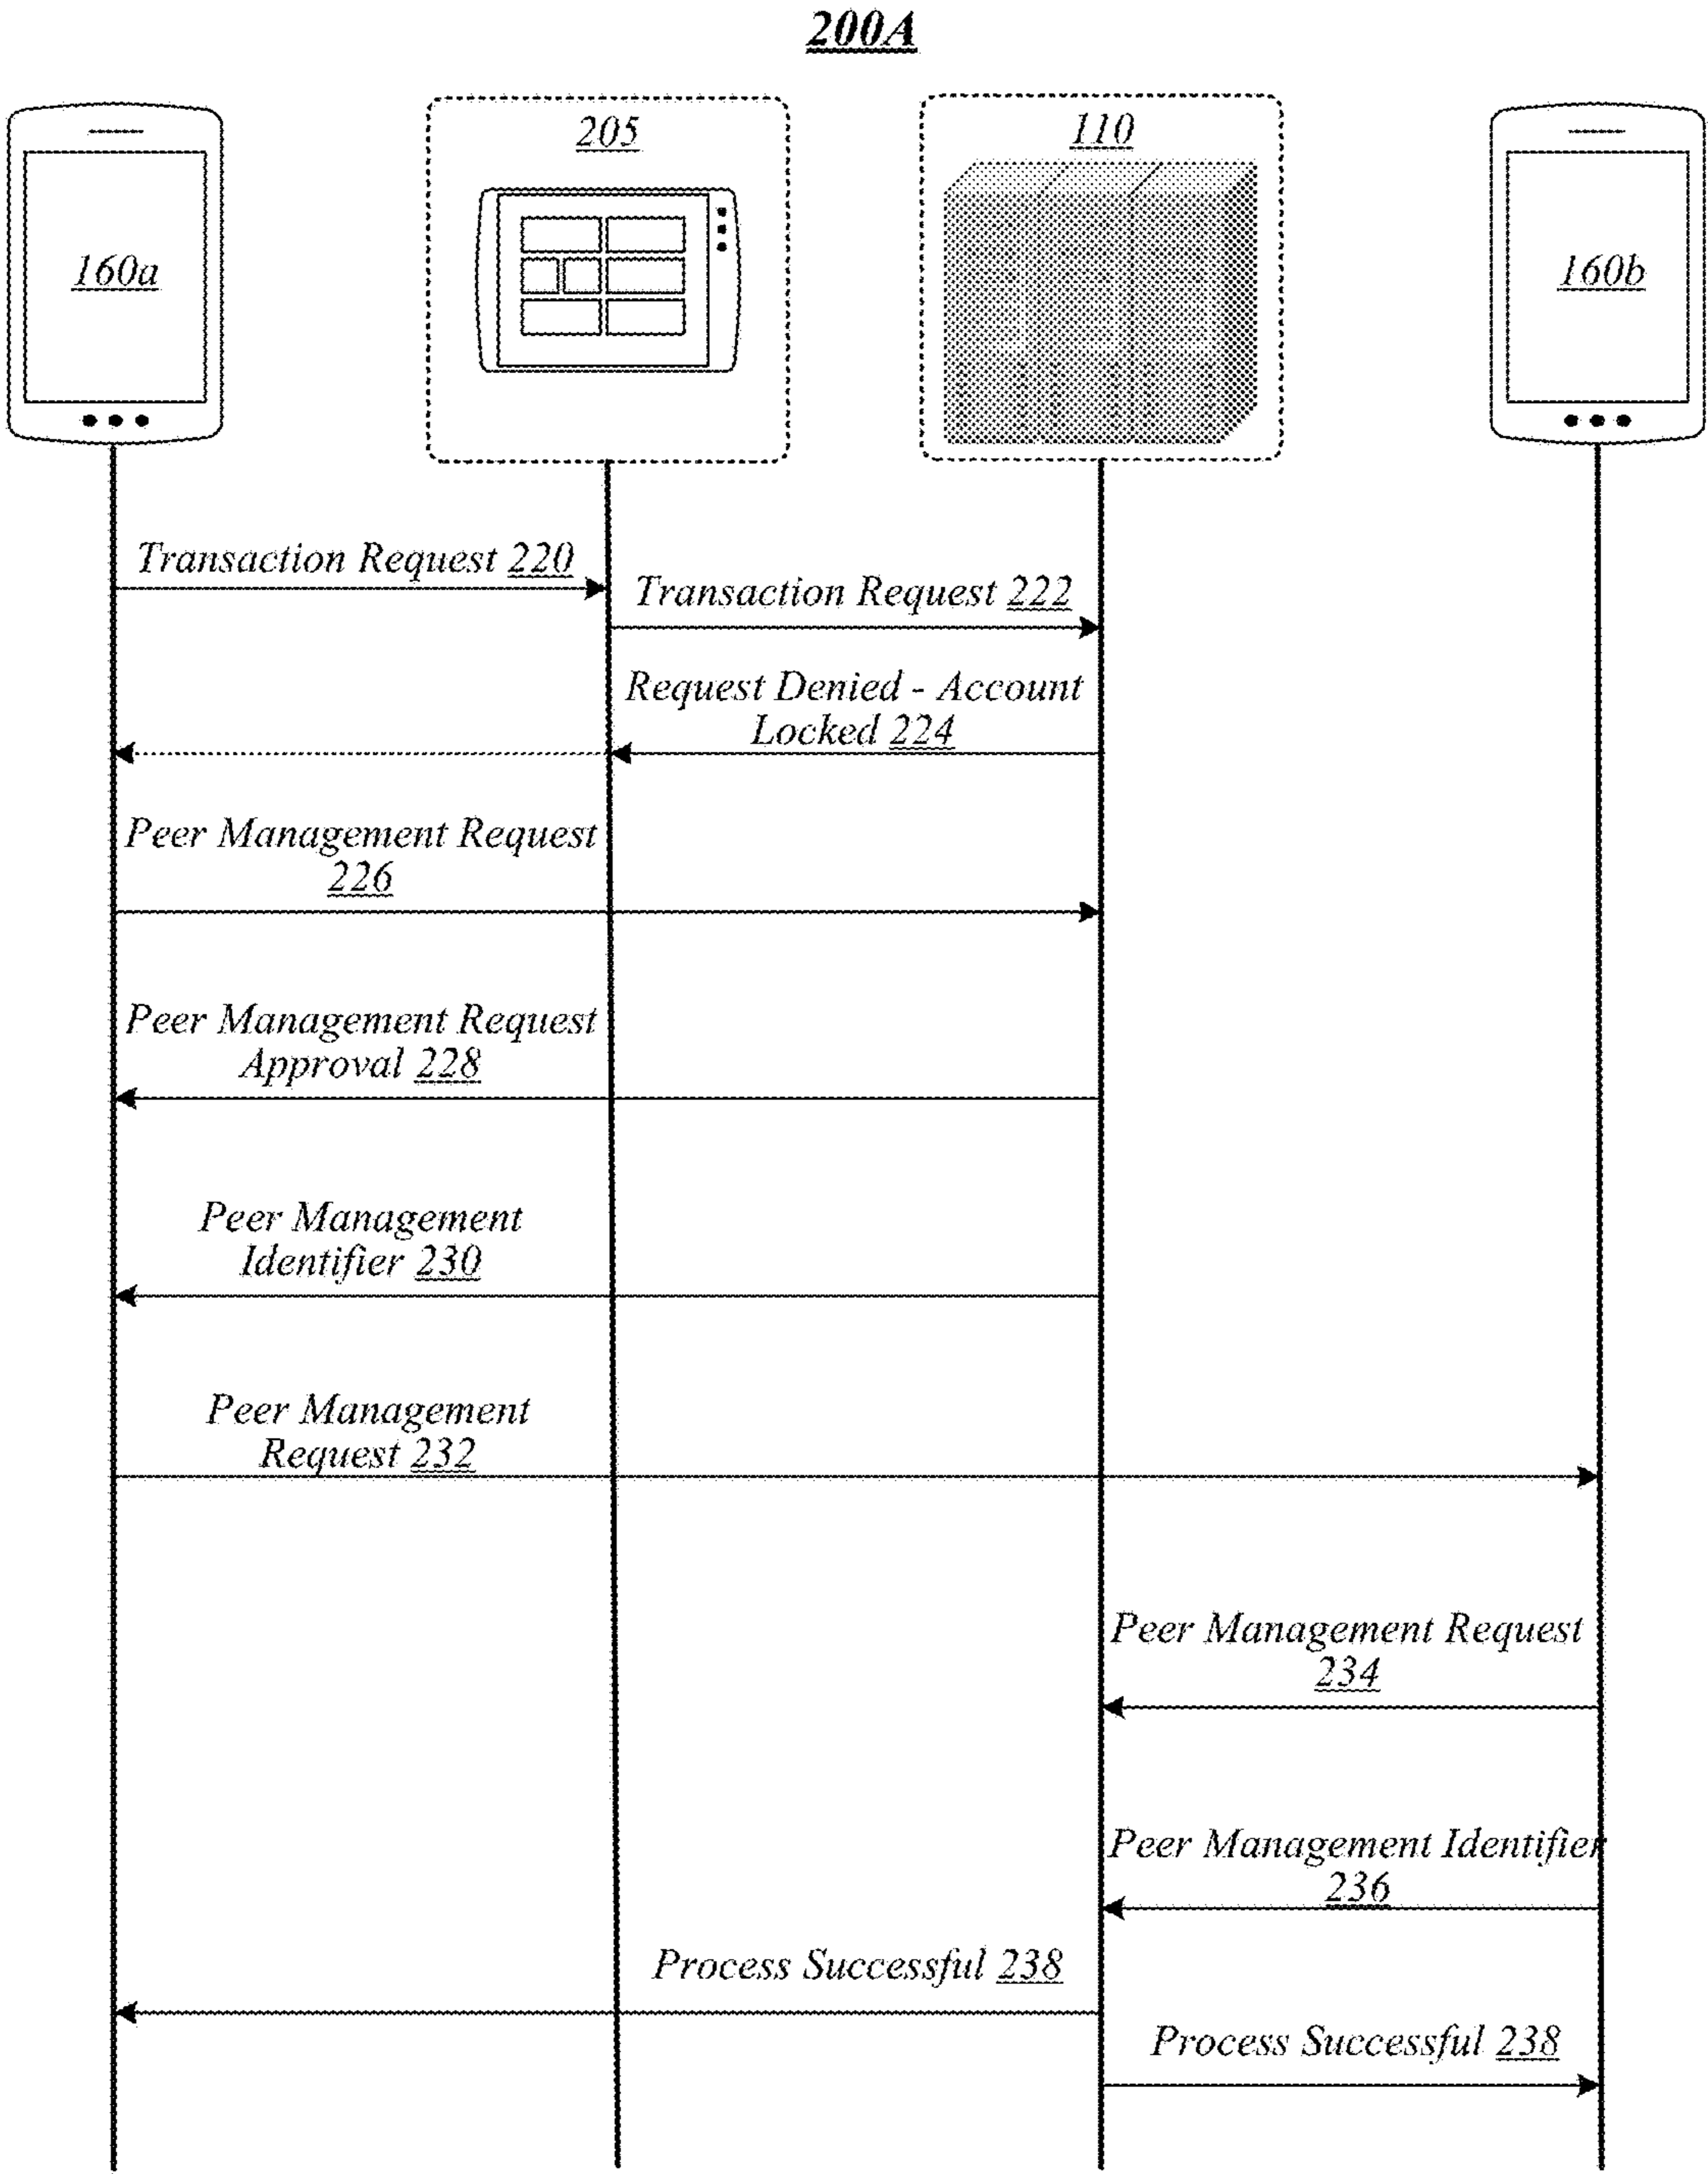 200A
160a
205
110
160b
Transaction Request 220
Transaction Request 222
Request Denied - Account
Locked 224
Peer Management Request
226
Peer Management Request
Approval 228
Peer Management
Identifier 230
Peer Management
Request 232
Peer Management Request
234
Peer Management Identifier
236
Process Successful 238
Process Successful 238